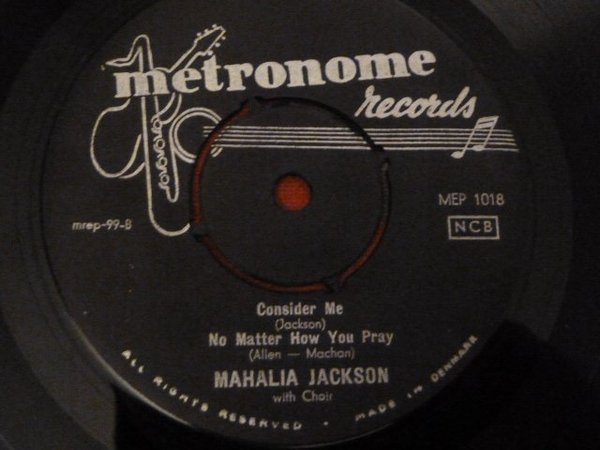 metronome
records
MEP 1018
mrep-99-B
NCB
Consider Me
(Jackson)
No Matter How You Pray
(Allen — Machan)
MAHALIA JACKSON
with Choir
ALL RIGHTS RESERVED · MADE IN DENMARK